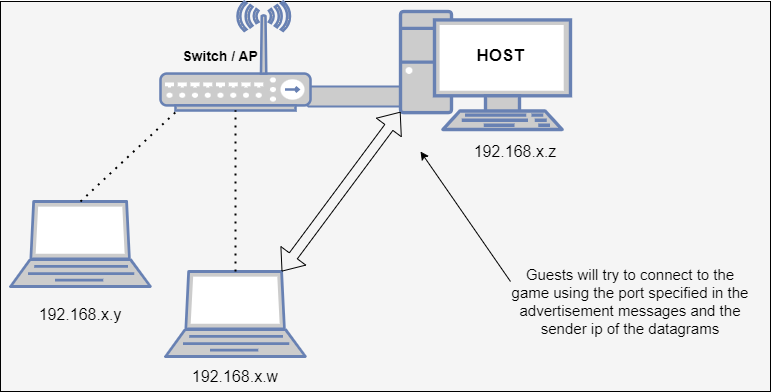 Switch / AP
HOST
192.168.x.z
Guests will try to connect to the
game using the port specified in the
advertisement messages and the
sender ip of the datagrams
192.168.x.y
192.168.x.w